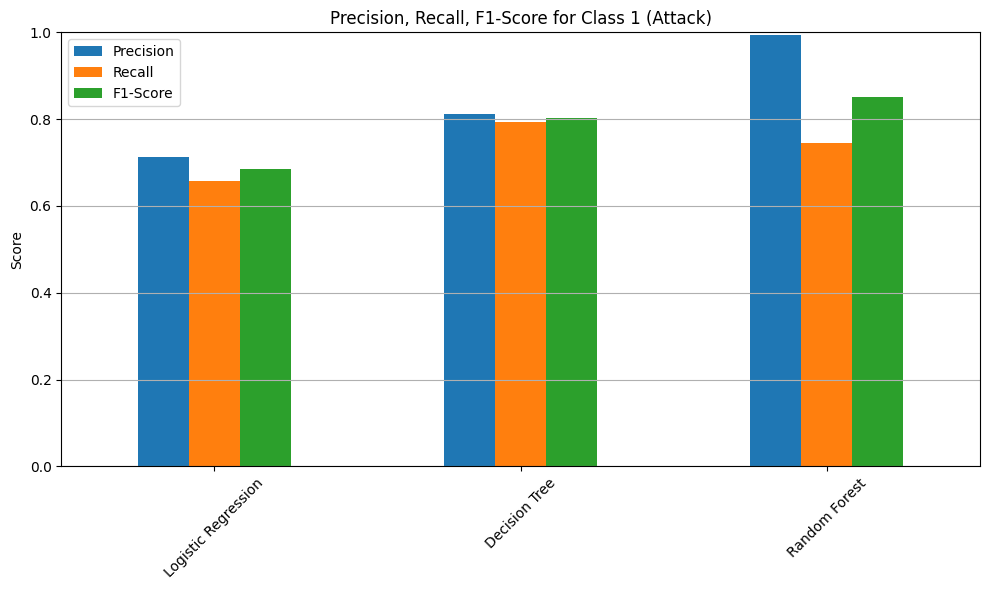 Precision, Recall, F1-Score for Class 1 (Attack)
Precision
Recall
F1-Score
Score
1.0
0.8
0.6
0.4
0.2
0.0
Logistic Regression
Decision Tree
Random Forest